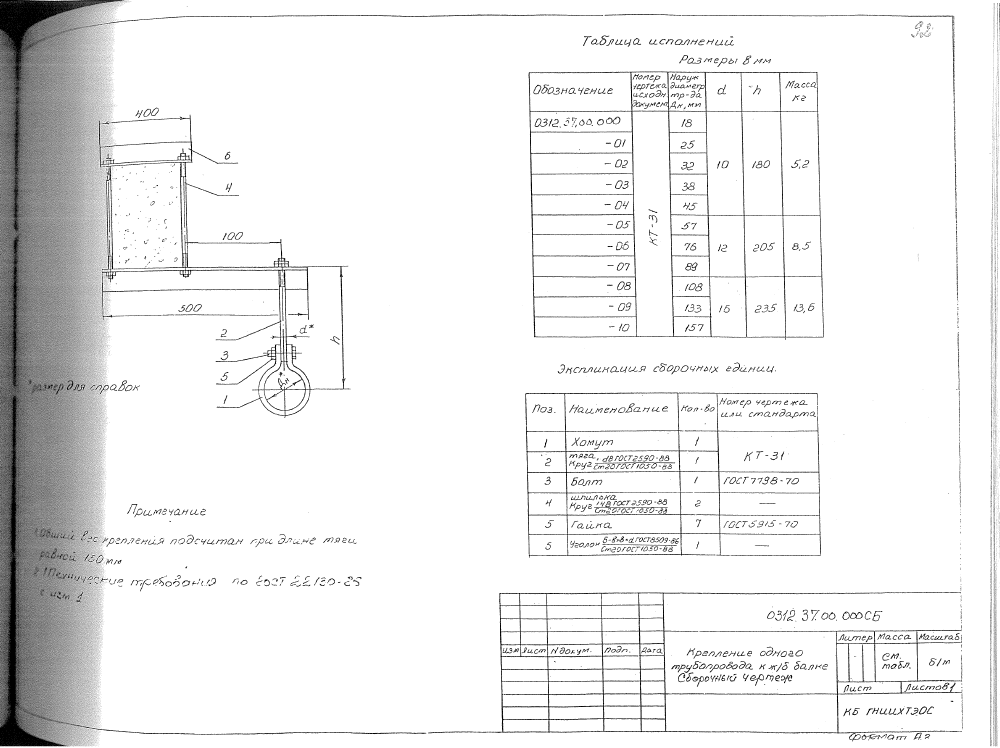 92
Таблица исполнений
Размеры в мм
Обозначение
Номер чертежа исходн. документ.
Наруж диаметр тр-да Дн, мм
d
h
Масса кг
0312.37.00.000 18
-01 25
-02 32 10 180 5,2
-03 38
-04 45
КТ-31
-05 57
-06 76 12 205 8,5
-07 89
-08 108
-09 133 16 235 13,6
-10 157
400
6
4
100
500
2
d*
h
3
5
Дн
1
*размер для справок
Экспликация сборочных единиц.
Поз. Наименование Кол-во Номер чертежа или стандарта
1 Хомут 1
КТ-31
2 Тяга, Круг dВ ГОСТ 2590-88 Ст20 ГОСТ 1050-88 1
3 Болт 1 ГОСТ 7798-70
4 шпилька Круг 14В ГОСТ 2590-88 Ст20 ГОСТ 1050-88 2 —
5 Гайка 7 ГОСТ 5915-70
5 Уголок ГОСТ 8509-86 Ст20 ГОСТ 1050-88 1 —
Примечание
1 Общий вес крепления подсчитан при длине тяги
равной 150 мм
2 Технические требования по ГОСТ 22130-86
с изм. 1
0312.37.00.000СБ
Изм Лист N докум. Подп. Дата
Крепление одного
трубопровода к ж/б балке
Сборочный чертеж
Литер Масса Масштаб
См. табл. Б/м
Лист Листов 1
КБ ГНИИХТЭОС
Формат А3